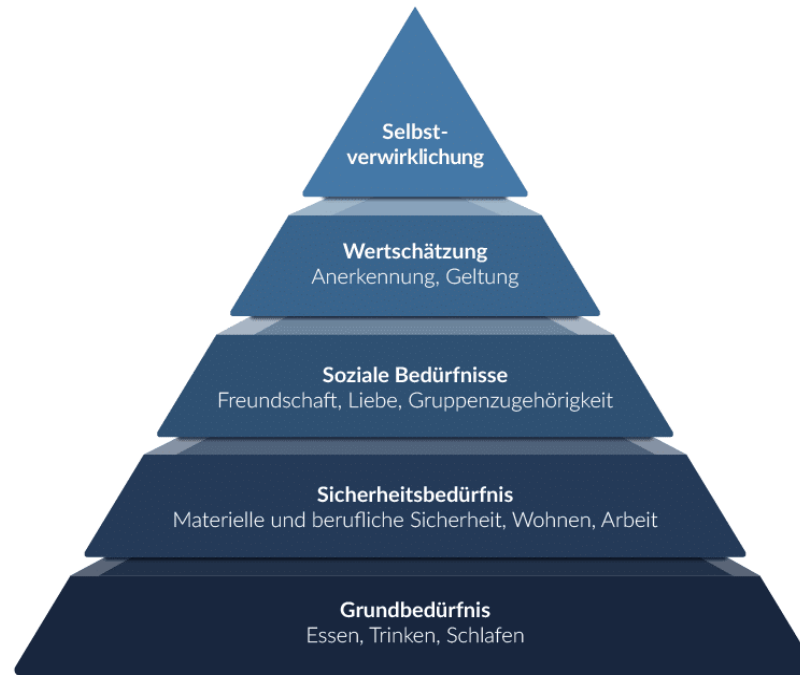 Selbst-
verwirklichung
Wertschätzung
Anerkennung, Geltung
Soziale Bedürfnisse
Freundschaft, Liebe, Gruppenzugehörigkeit
Sicherheitsbedürfnis
Materielle und berufliche Sicherheit, Wohnen, Arbeit
Grundbedürfnis
Essen, Trinken, Schlafen